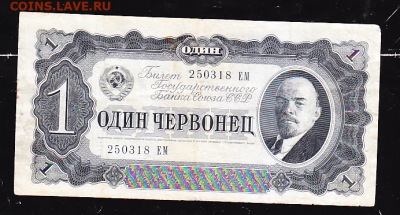 COINS.LAVE.RU
ОДИН
1 1
Билет 250318 ЕМ
Государственного
Банка Союза ССР
1
ОДИН ЧЕРВОНЕЦ
250318 ЕМ
1 1